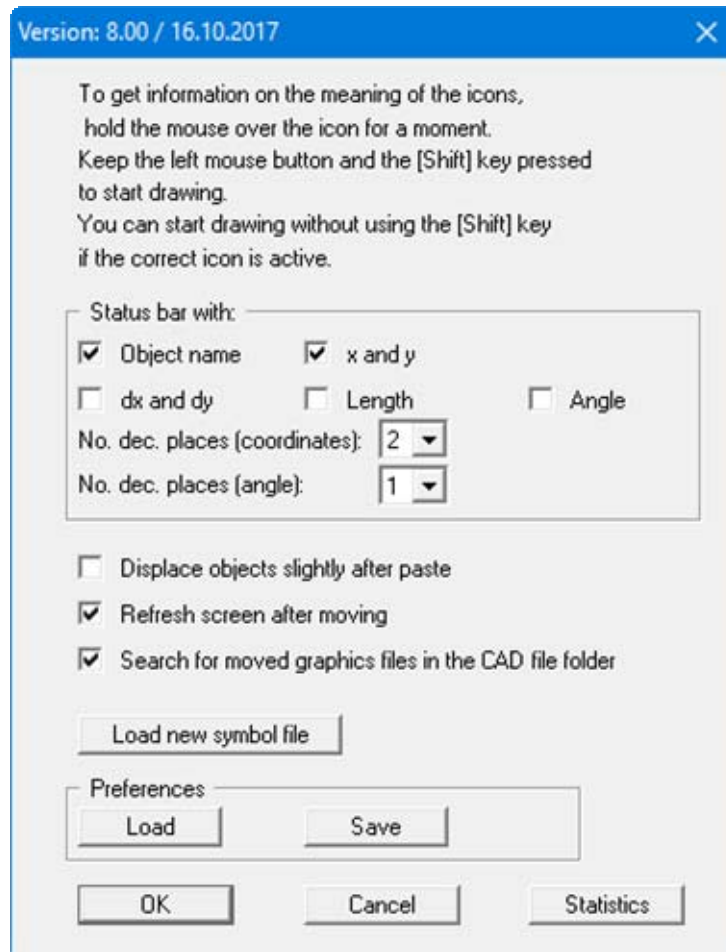 Version: 8.00 / 16.10.2017
To get information on the meaning of the icons,
hold the mouse over the icon for a moment.
Keep the left mouse button and the [Shift] key pressed
to start drawing.
You can start drawing without using the [Shift] key
if the correct icon is active.
Status bar with:
Object name x and y
dx and dy Length Angle
No. dec. places (coordinates): 2
No. dec. places (angle): 1
Displace objects slightly after paste
Refresh screen after moving
Search for moved graphics files in the CAD file folder
Load new symbol file
Preferences
Load Save
OK Cancel Statistics